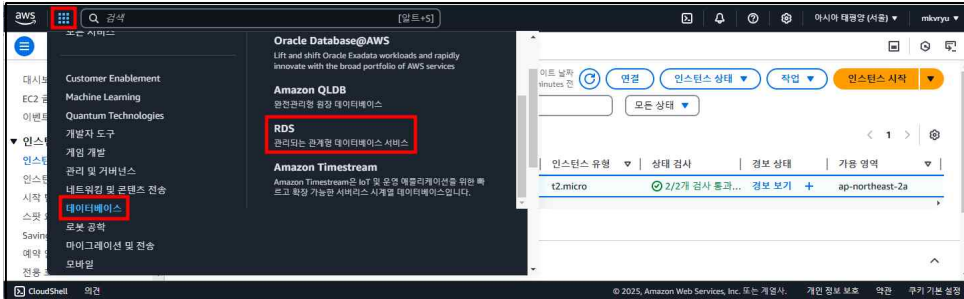 aws
검색
[알트+S]
아시아 태평양 (서울) ▼
mkvryu ▼
모든 서비스
Customer Enablement
Machine Learning
Quantum Technologies
개발자 도구
게임 개발
관리 및 거버넌스
네트워킹 및 콘텐츠 전송
데이터베이스
로봇 공학
마이그레이션 및 전송
모바일
Oracle Database@AWS
Lift and shift Oracle Exadata workloads and rapidly
innovate with the broad portfolio of AWS services
Amazon QLDB
완전관리형 원장 데이터베이스
RDS
관리되는 관계형 데이터베이스 서비스
Amazon Timestream
Amazon Timestream은 IoT 및 운영 애플리케이션을 위한 빠
르고 확장 가능한 서버리스 시계열 데이터베이스입니다.
대시보
EC2
이벤트
▼ 인스턴
인스턴
인스턴
시작
스팟
Saving
예약
전용
이트 날짜
minutes 전
연결
인스턴스 상태 ▼
작업 ▼
인스턴스 시작 ▼
모든 상태 ▼
< 1 >
인스턴스 유형
상태 검사
경보 상태
가용 영역
t2.micro
2/2개 검사 통과...
경보 보기 +
ap-northeast-2a
CloudShell
의견
© 2025, Amazon Web Services, Inc. 또는 계열사.
개인 정보 보호
약관
쿠키 기본 설정